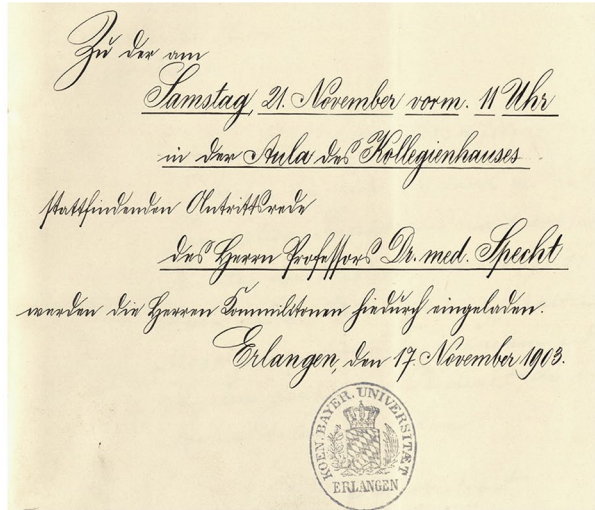 Zu der am
Samstag, 21. November vorm. 11 Uhr
in der Aula des Kollegienhauses
stattfindenden Antrittsrede
des Herrn Professors Dr. med. Specht
werden die Herren Kommilitonen hiedurch eingeladen.
Erlangen, den 17. November 1903.
KOEN. BAYER. UNIVERSITÆT
ERLANGEN